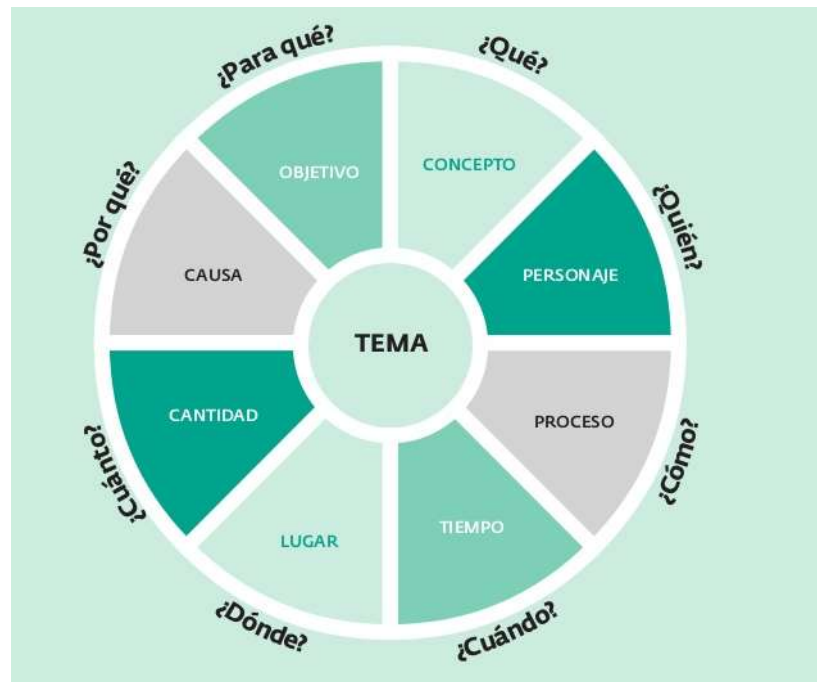 ¿Para qué?
¿Qué?
OBJETIVO
CONCEPTO
¿Por qué?
¿Quién?
CAUSA
PERSONAJE
TEMA
CANTIDAD
PROCESO
¿Cuánto?
¿Cómo?
LUGAR
TIEMPO
¿Dónde?
¿Cuándo?